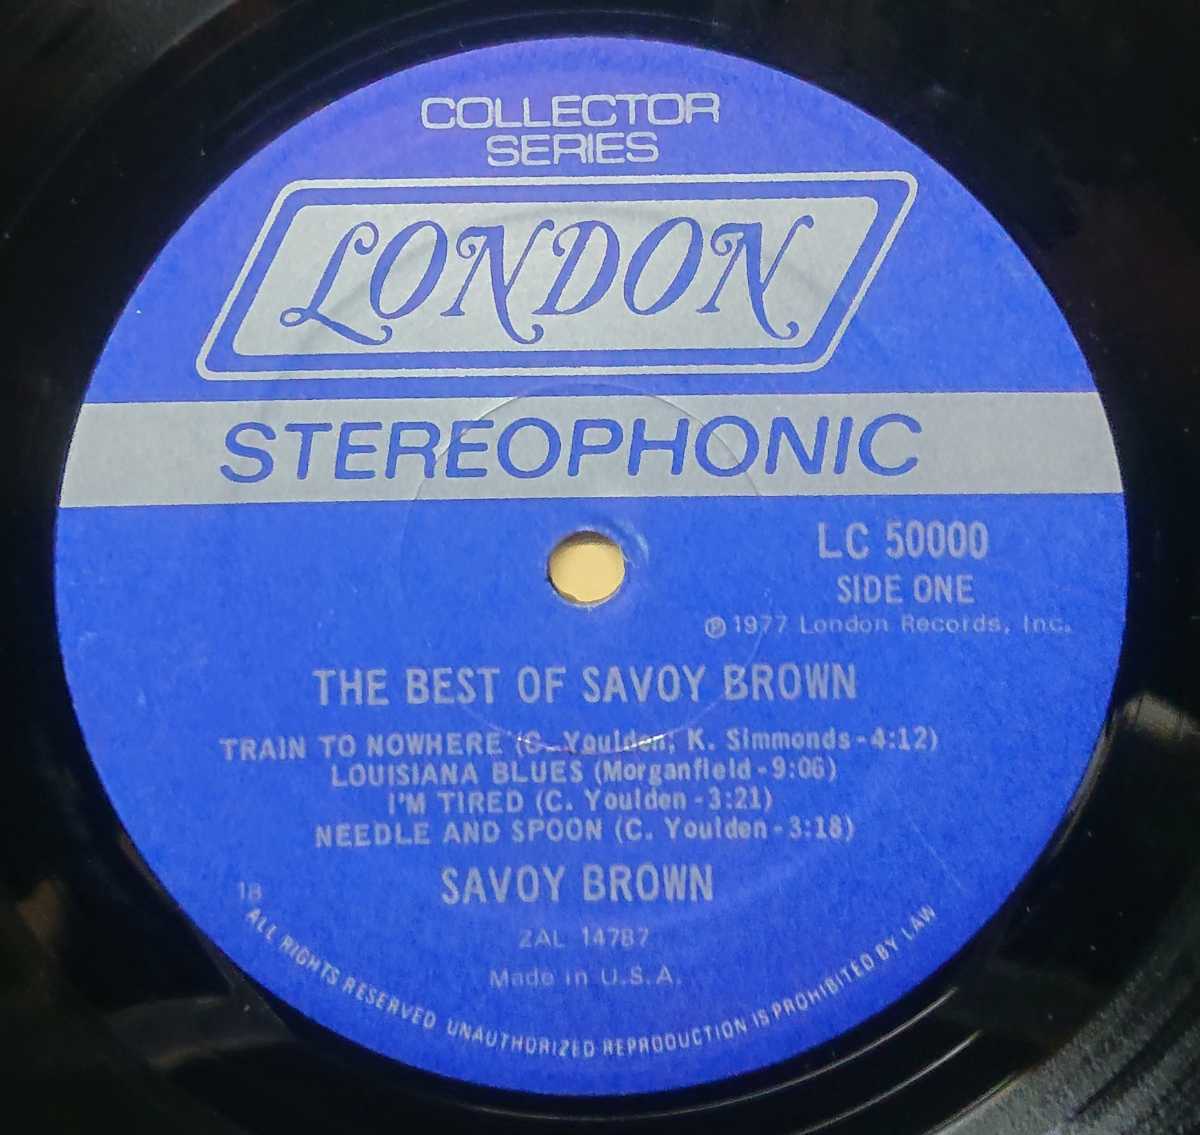 COLLECTOR
SERIES
LONDON
STEREOPHONIC
LC 50000
SIDE ONE
℗ 1977 London Records, Inc.
THE BEST OF SAVOY BROWN
TRAIN TO NOWHERE (C. Youlden, K. Simmonds-4:12)
LOUISIANA BLUES (Morganfield-9:06)
I'M TIRED (C. Youlden-3:21)
NEEDLE AND SPOON (C. Youlden-3:18)
SAVOY BROWN
1B
ZAL 14787
Made in U.S.A.
ALL RIGHTS RESERVED UNAUTHORIZED REPRODUCTION IS PROHIBITED BY LAW